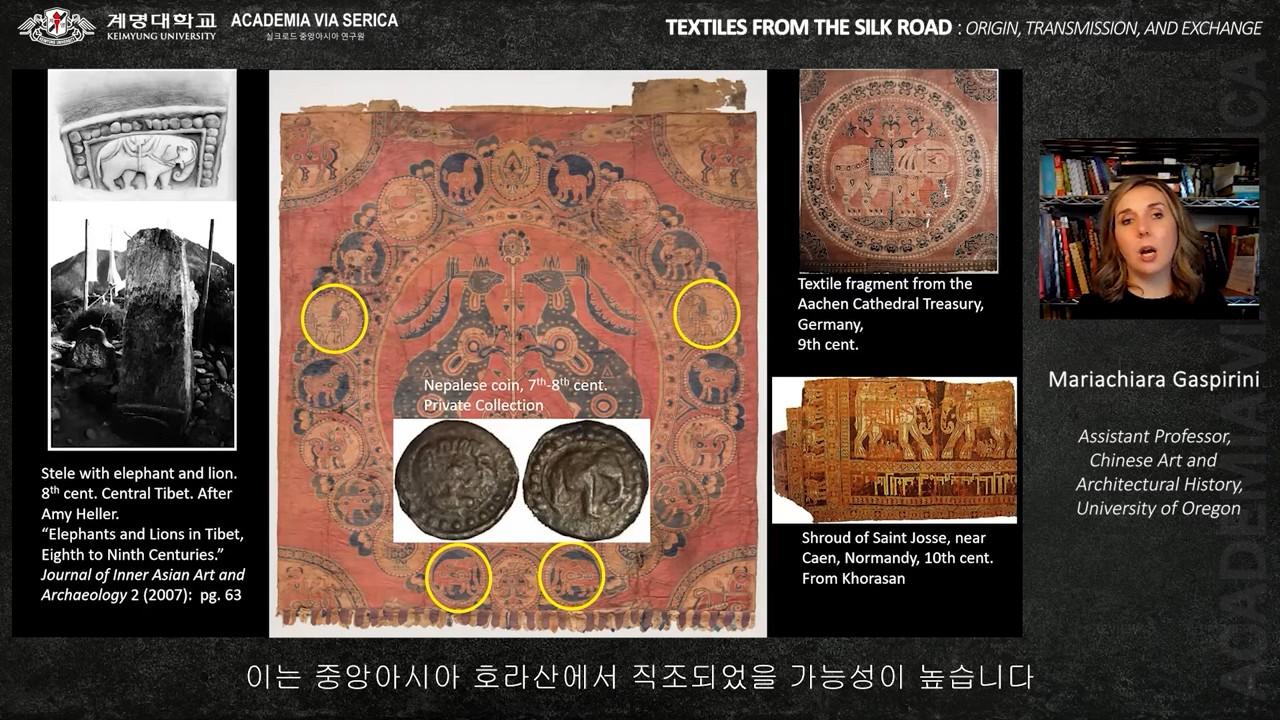 계명대학교
KEIMYUNG UNIVERSITY
ACADEMIA VIA SERICA
실크로드 중앙아시아 연구원
TEXTILES FROM THE SILK ROAD : ORIGIN, TRANSMISSION, AND EXCHANGE
Stele with elephant and lion.
8th cent. Central Tibet. After
Amy Heller.
“Elephants and Lions in Tibet,
Eighth to Ninth Centuries.”
Journal of Inner Asian Art and
Archaeology 2 (2007): pg. 63
Nepalese coin, 7th-8th cent.
Private Collection
Textile fragment from the
Aachen Cathedral Treasury,
Germany,
9th cent.
Shroud of Saint Josse, near
Caen, Normandy, 10th cent.
From Khorasan
Mariachiara Gaspirini
Assistant Professor,
Chinese Art and
Architectural History,
University of Oregon
ACADEMIA VIA SERICA
이는 중앙아시아 호라산에서 직조되었을 가능성이 높습니다